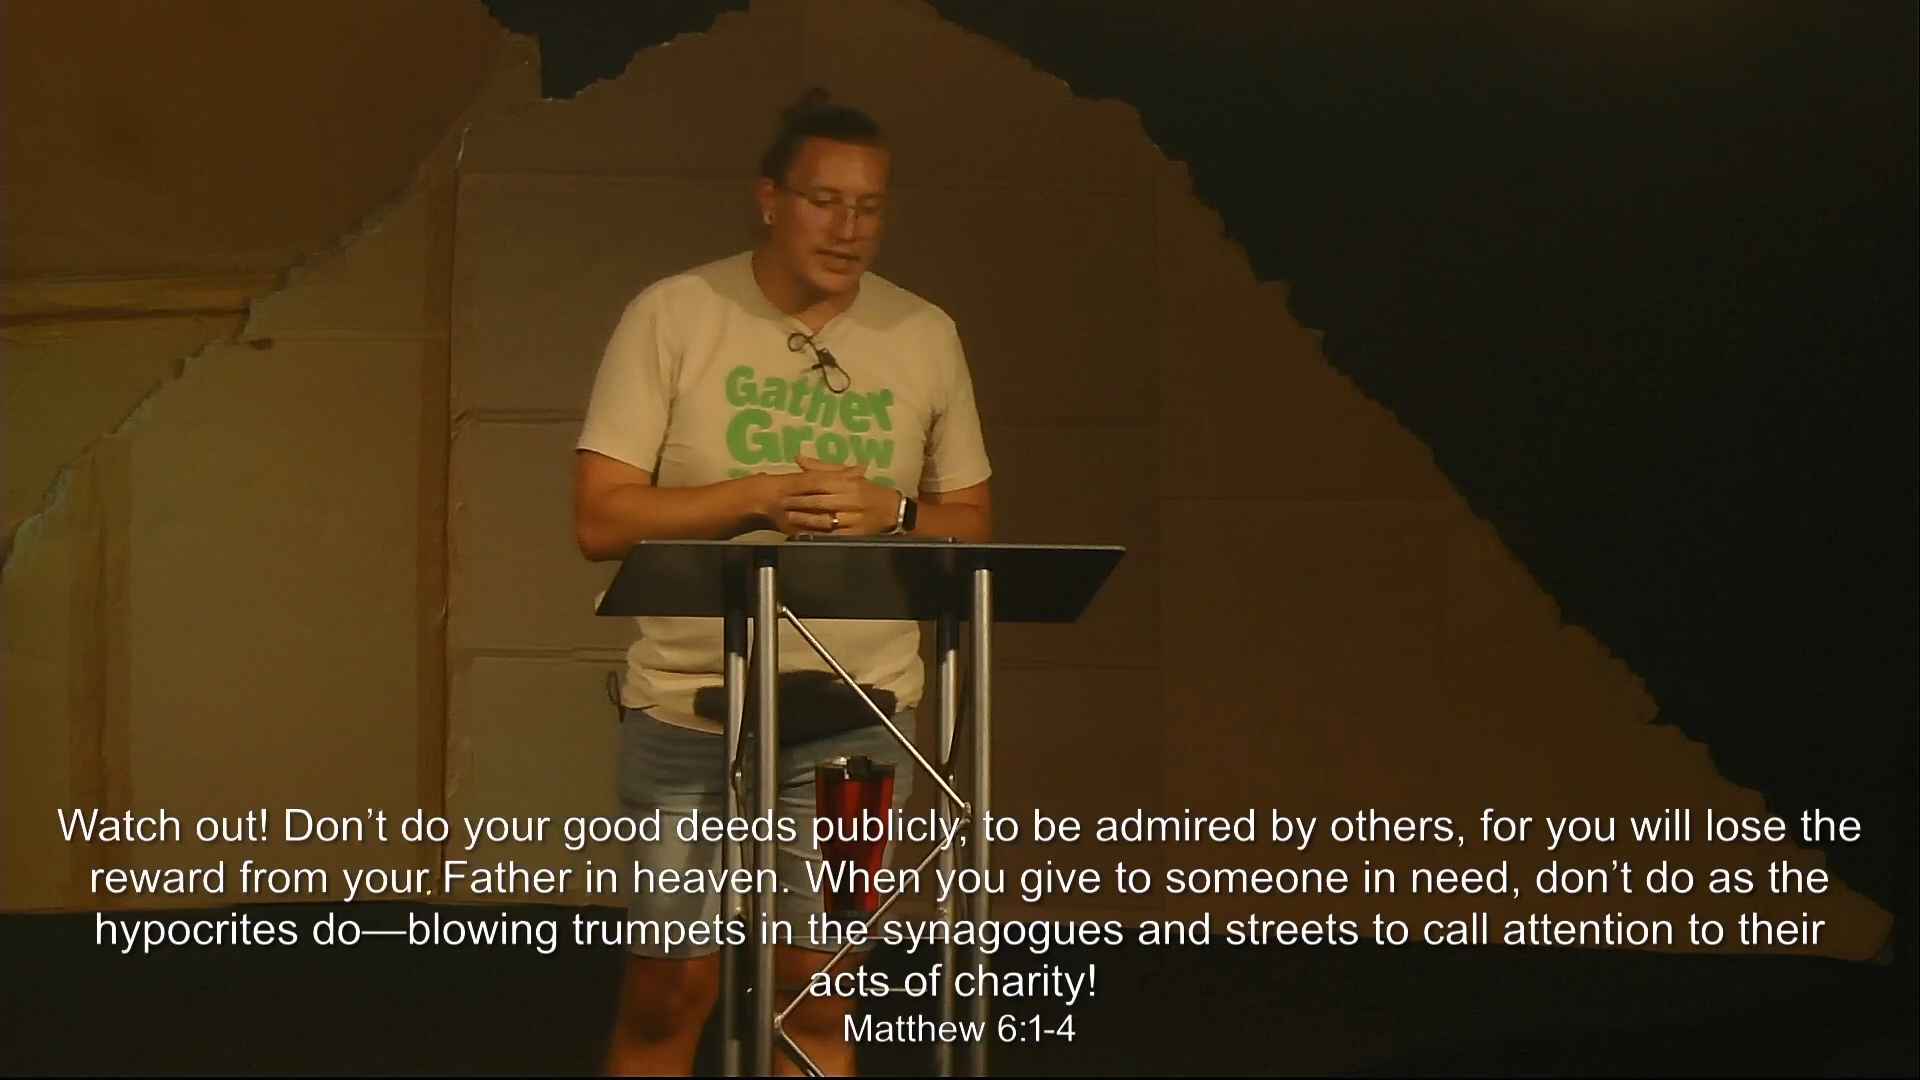 Gather
Grow
Watch out! Don’t do your good deeds publicly, to be admired by others, for you will lose the
reward from your Father in heaven. When you give to someone in need, don’t do as the
hypocrites do—blowing trumpets in the synagogues and streets to call attention to their
acts of charity!
Matthew 6:1-4